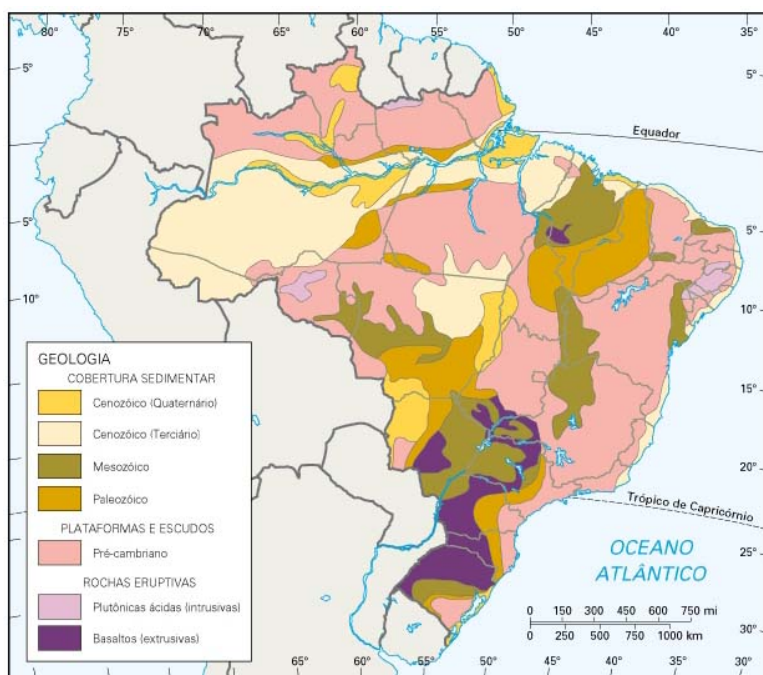 80° 75° 70° 65° 60° 55° 50° 45° 40° 35°
5° 5°
Equador
5° 5°
10° 10°
GEOLOGIA
COBERTURA SEDIMENTAR
Cenozóico (Quaternário)
Cenozóico (Terciário)
Mesozóico
Paleozóico
PLATAFORMAS E ESCUDOS
Pré-cambriano
ROCHAS ERUPTIVAS
Plutônicas ácidas (intrusivas)
Basaltos (extrusivas)
15°
20°
Trópico de Capricórnio
OCEANO
ATLÂNTICO
25°
0 150 300 450 600 750 mi
0 250 500 750 1000 km
30°
65° 60° 55° 50° 45° 40° 35°